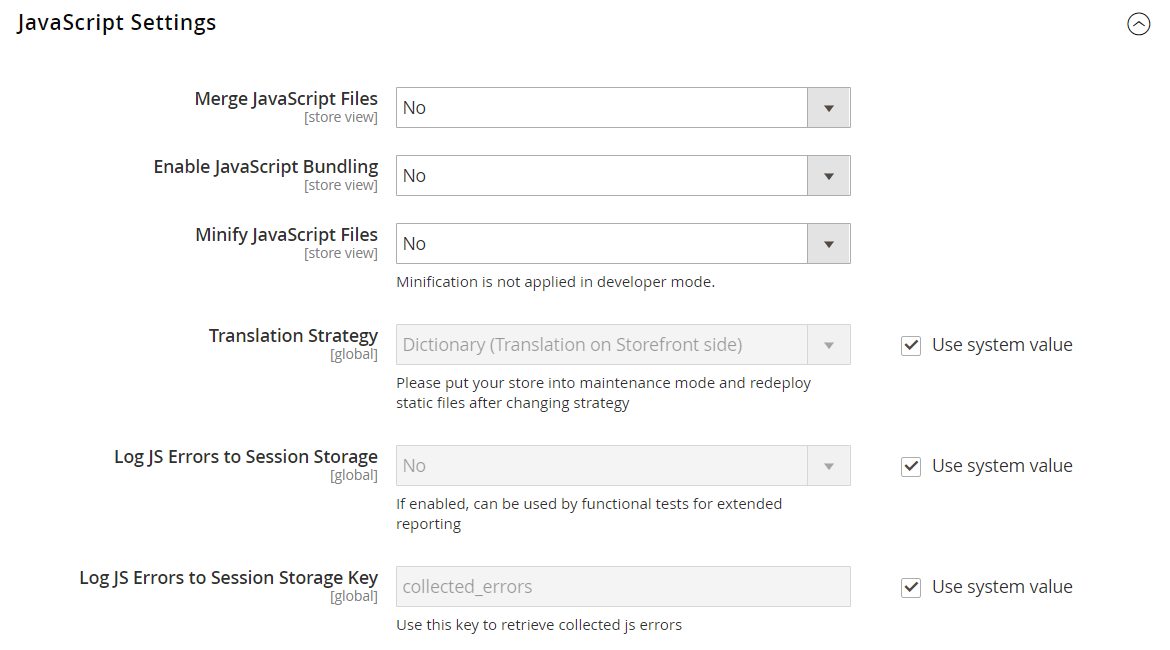 JavaScript Settings
Merge JavaScript Files
[store view]
No
Enable JavaScript Bundling
[store view]
No
Minify JavaScript Files
[store view]
No
Minification is not applied in developer mode.
Translation Strategy
[global]
Dictionary (Translation on Storefront side)
Use system value
Please put your store into maintenance mode and redeploy
static files after changing strategy
Log JS Errors to Session Storage
[global]
No
Use system value
If enabled, can be used by functional tests for extended
reporting
Log JS Errors to Session Storage Key
[global]
collected_errors
Use system value
Use this key to retrieve collected js errors